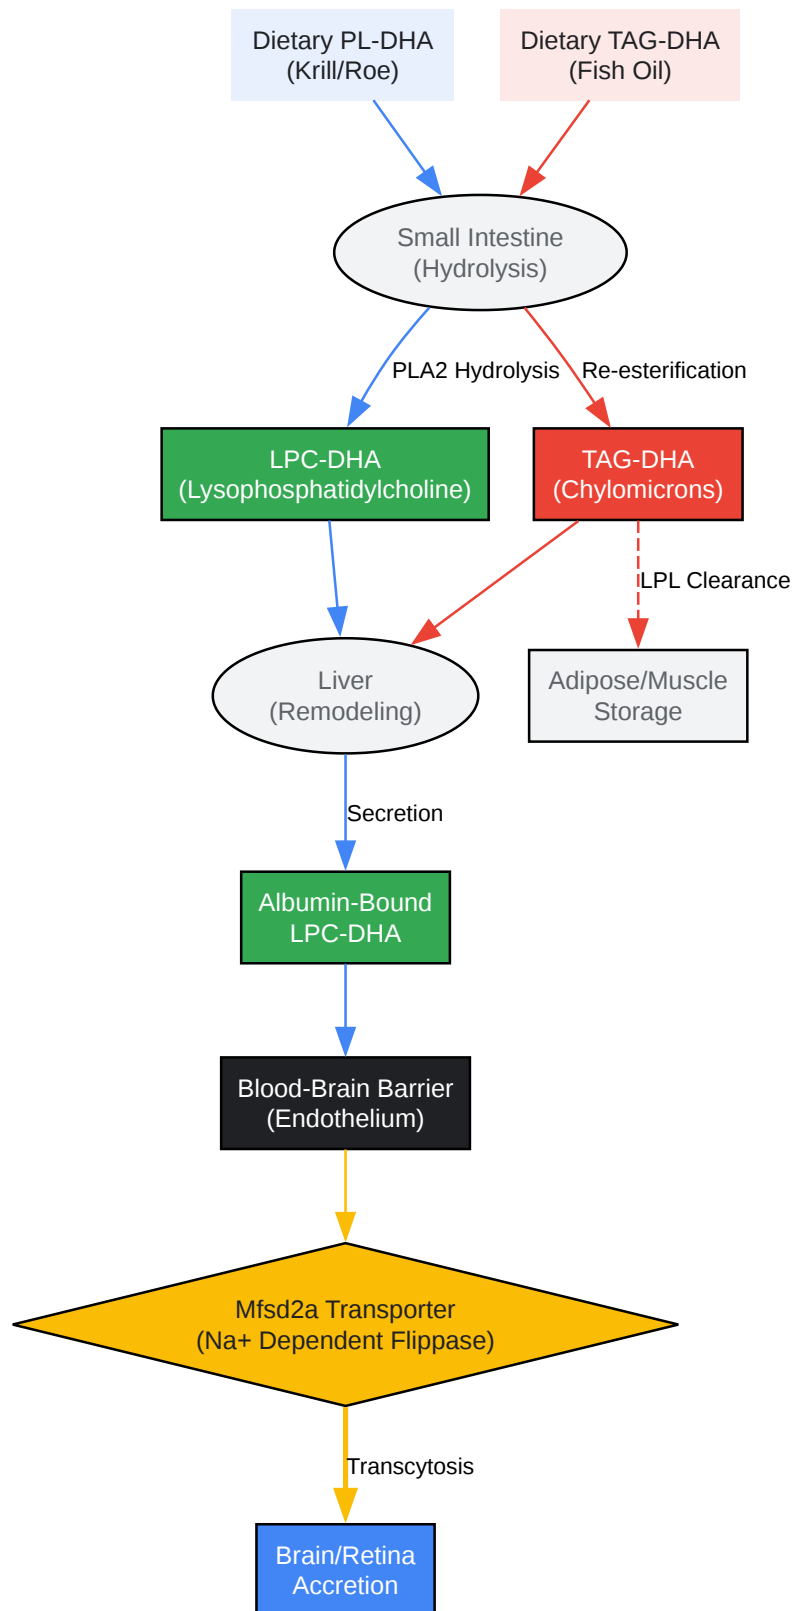 Dietary PL-DHA
(Krill/Roe)
Dietary TAG-DHA
(Fish Oil)
Small Intestine
(Hydrolysis)
PLA2 Hydrolysis
Re-esterification
LPC-DHA
(Lysophosphatidylcholine)
TAG-DHA
(Chylomicrons)
LPL Clearance
Liver
(Remodeling)
Adipose/Muscle
Storage
Secretion
Albumin-Bound
LPC-DHA
Blood-Brain Barrier
(Endothelium)
Mfsd2a Transporter
(Na+ Dependent Flippase)
Transcytosis
Brain/Retina
Accretion